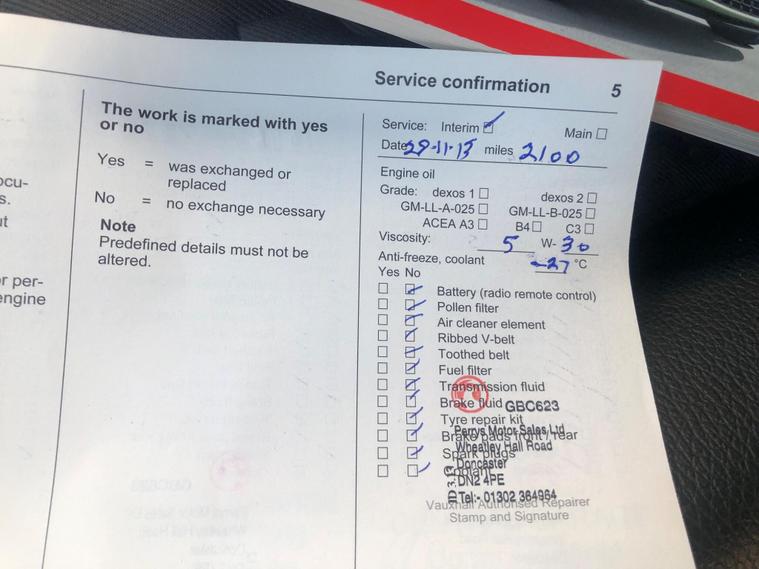 Service confirmation 5
ocu-
s.
ut
r per-
engine
The work is marked with yes
or no
Yes = was exchanged or
replaced
No = no exchange necessary
Note
Predefined details must not be
altered.
Service: Interim Main
Date 29-11-13 miles 2100
Engine oil
Grade: dexos 1 dexos 2
GM-LL-A-025 GM-LL-B-025
ACEA A3 B4 C3
Viscosity: 5 W- 30
Anti-freeze, coolant -27 °C
Yes No
Battery (radio remote control)
Pollen filter
Air cleaner element
Ribbed V-belt
Toothed belt
Fuel filter
Transmission fluid
Brake fluid GBC623
Tyre repair kit
Perrys Motor Sales Ltd
Brake pads front / rear
Wheatley Hall Road
Spark plugs
Doncaster
Coolant
DN2 4PE
Tel:- 01302 364964
Vauxhall Authorised Repairer
Stamp and Signature